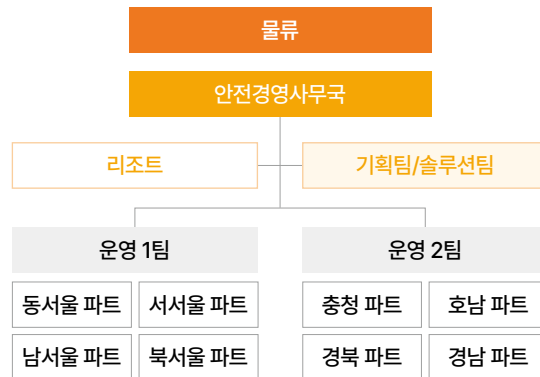 물류
안전경영사무국
리조트
기획팀/솔루션팀
운영 1팀
운영 2팀
동서울 파트
서서울 파트
충청 파트
호남 파트
남서울 파트
북서울 파트
경북 파트
경남 파트